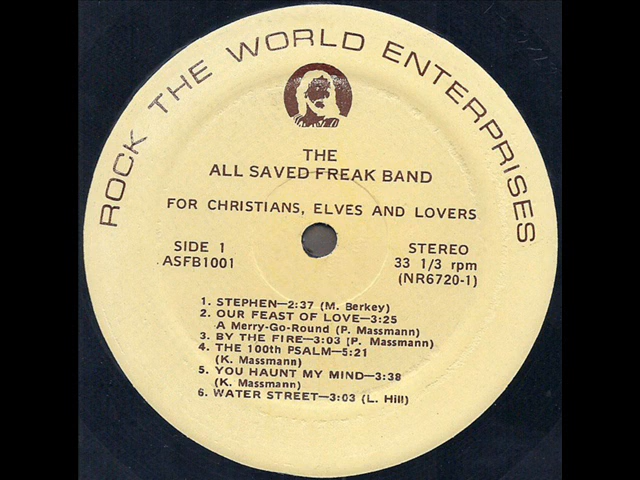 ROCK THE WORLD ENTERPRISES
THE
ALL SAVED FREAK BAND
FOR CHRISTIANS, ELVES AND LOVERS
SIDE 1
ASFB1001
STEREO
33 1/3 rpm
(NR6720-1)
1. STEPHEN—2:37 (M. Berkey)
2. OUR FEAST OF LOVE—3:25
A Merry-Go-Round (P. Massmann)
3. BY THE FIRE—3:03 (P. Massmann)
4. THE 100th PSALM—5:21
(K. Massmann)
5. YOU HAUNT MY MIND—3:38
(K. Massmann)
6. WATER STREET—3:03 (L. Hill)